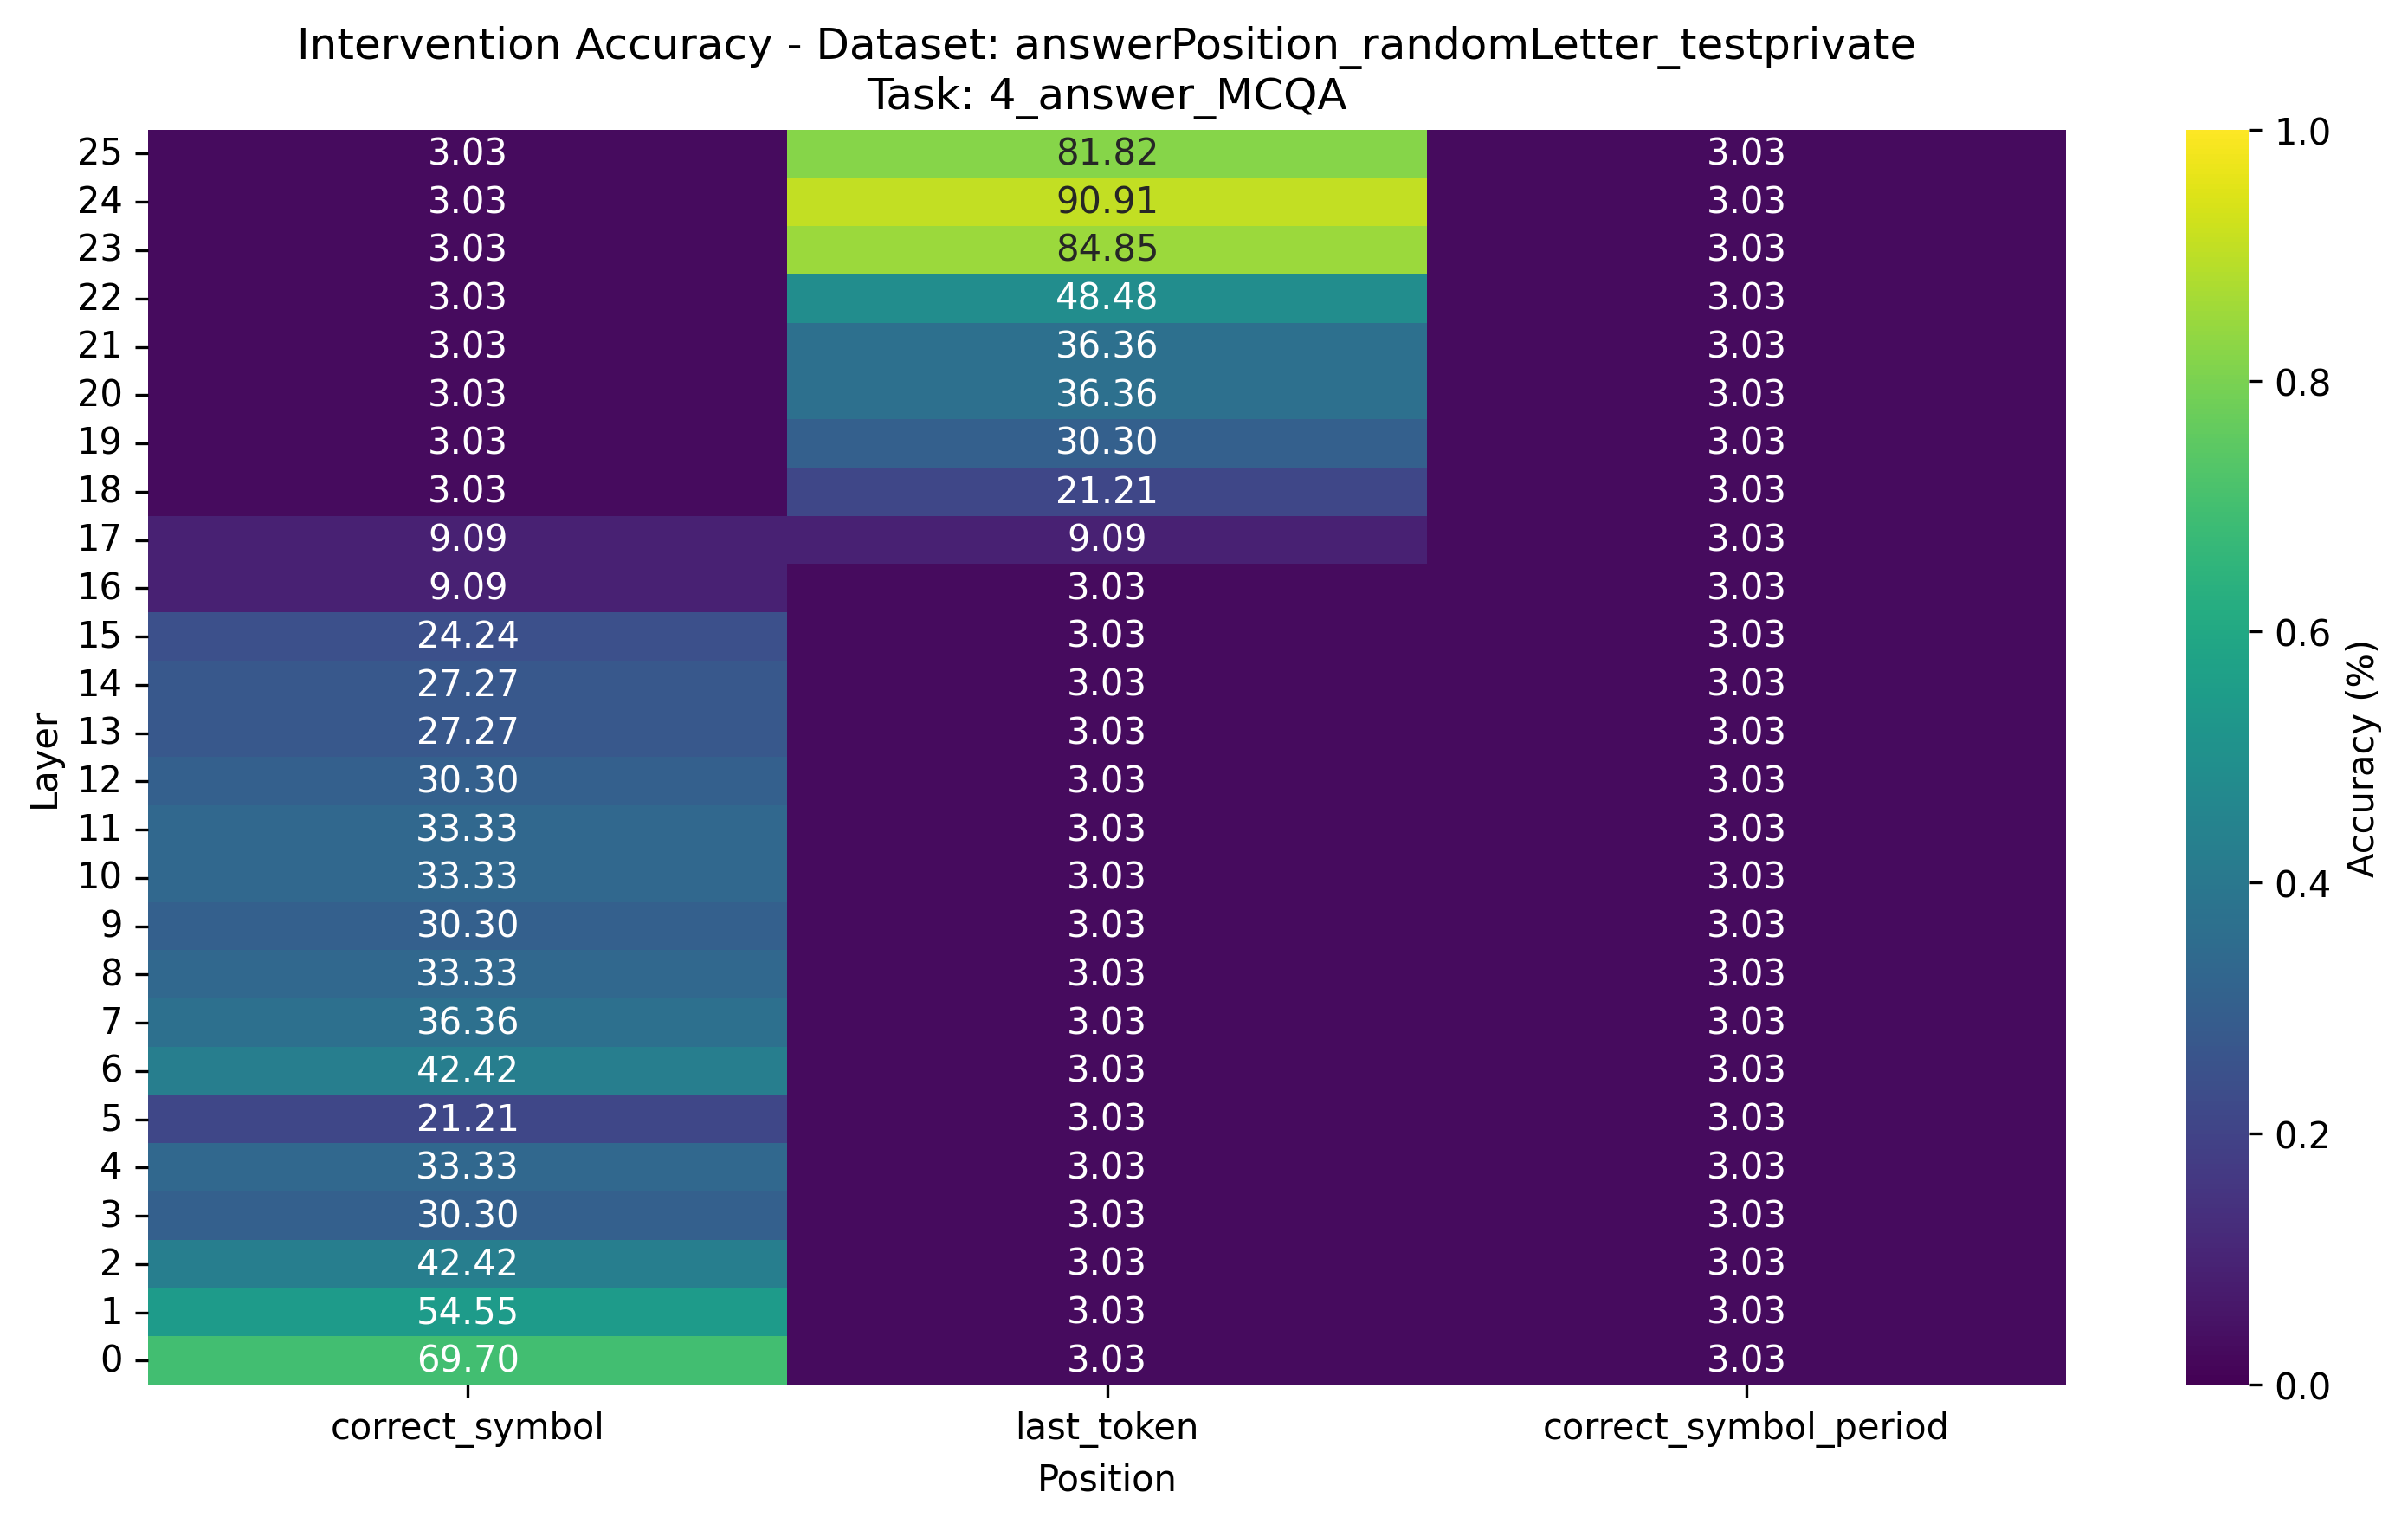 Intervention Accuracy - Dataset: answerPosition_randomLetter_testprivate
Task: 4_answer_MCQA
25 3.03 81.82 3.03
24 3.03 90.91 3.03
23 3.03 84.85 3.03
22 3.03 48.48 3.03
21 3.03 36.36 3.03
20 3.03 36.36 3.03
19 3.03 30.30 3.03
18 3.03 21.21 3.03
17 9.09 9.09 3.03
16 9.09 3.03 3.03
15 24.24 3.03 3.03
14 27.27 3.03 3.03
13 27.27 3.03 3.03
12 30.30 3.03 3.03
11 33.33 3.03 3.03
10 33.33 3.03 3.03
9 30.30 3.03 3.03
8 33.33 3.03 3.03
7 36.36 3.03 3.03
6 42.42 3.03 3.03
5 21.21 3.03 3.03
4 33.33 3.03 3.03
3 30.30 3.03 3.03
2 42.42 3.03 3.03
1 54.55 3.03 3.03
0 69.70 3.03 3.03
Layer
correct_symbol last_token correct_symbol_period
Position
1.0
0.8
0.6
0.4
0.2
0.0
Accuracy (%)